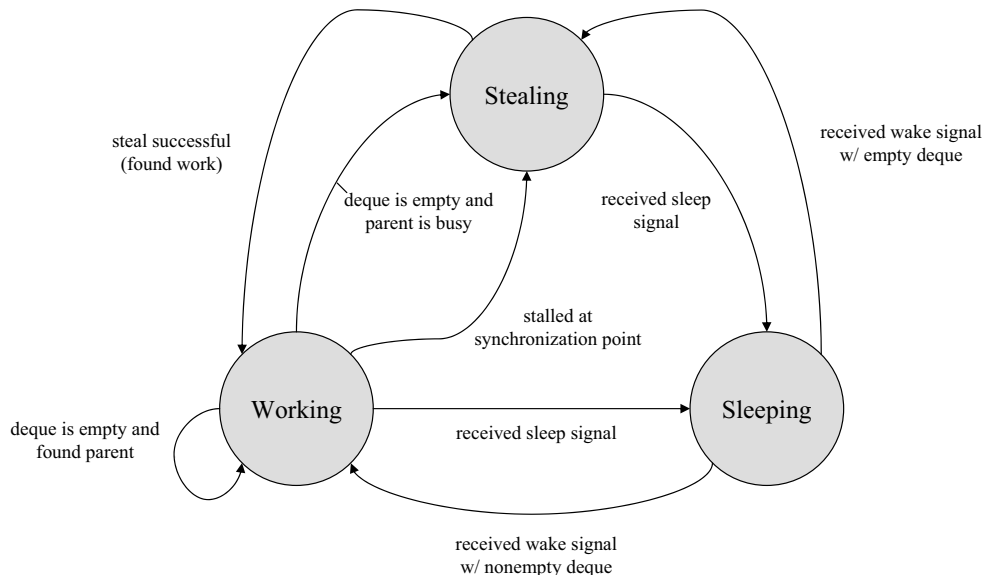 Stealing
steal successful
(found work)
received wake signal
w/ empty deque
deque is empty and
parent is busy
received sleep
signal
stalled at
synchronization point
Working
Sleeping
deque is empty and
found parent
received sleep signal
received wake signal
w/ nonempty deque